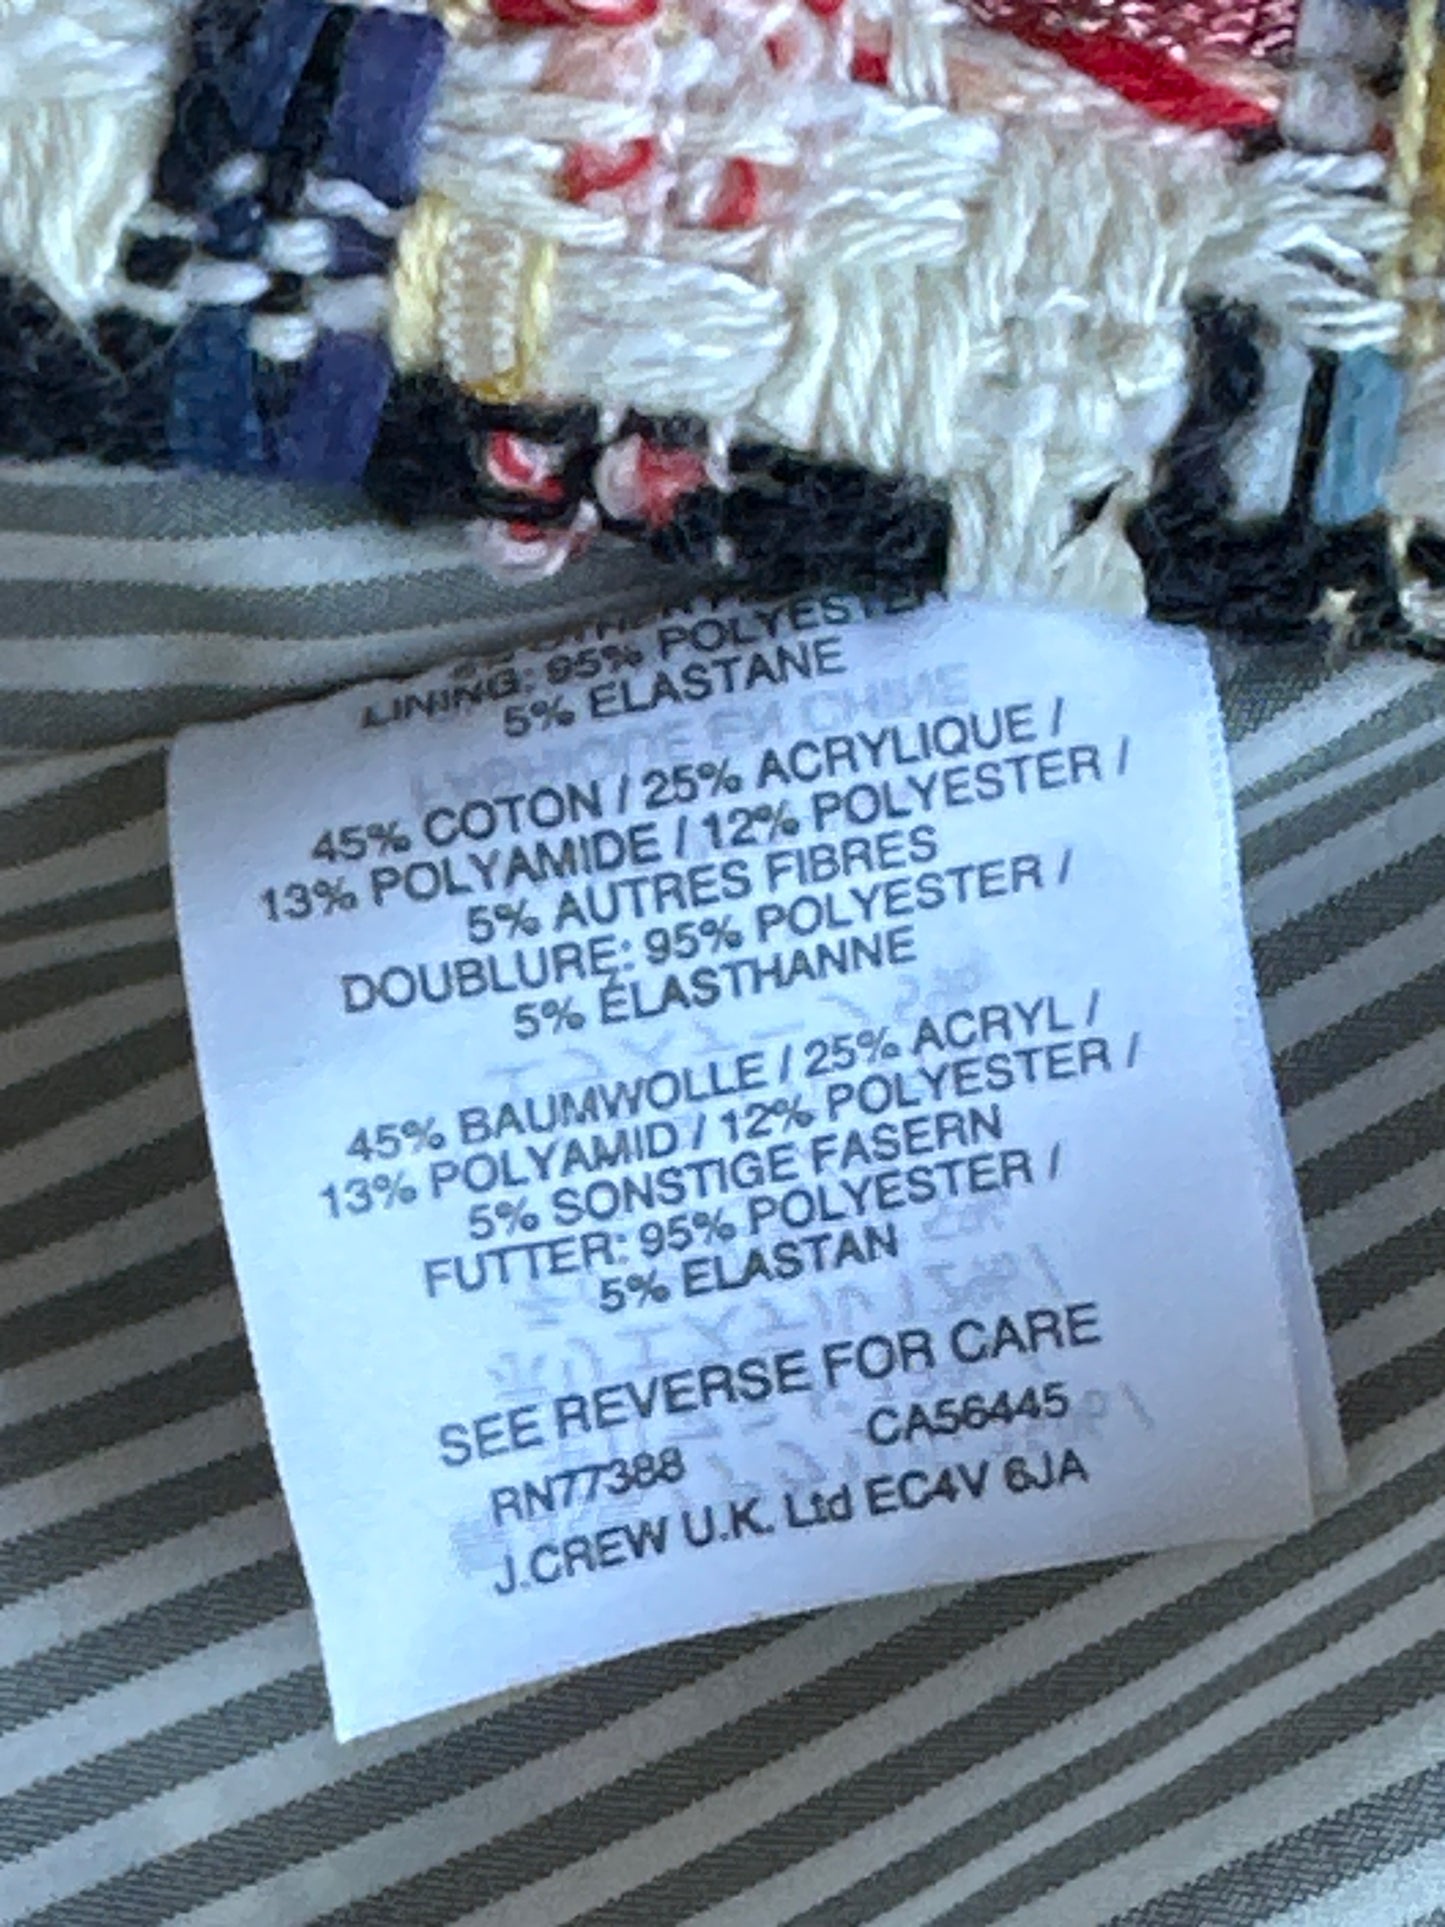 LINING: 95% POLYESTER
5% ELASTANE
45% COTON / 25% ACRYLIQUE /
13% POLYAMIDE / 12% POLYESTER /
5% AUTRES FIBRES
DOUBLURE: 95% POLYESTER /
5% ÉLASTHANNE
45% BAUMWOLLE / 25% ACRYL /
13% POLYAMID / 12% POLYESTER /
5% SONSTIGE FASERN
FUTTER: 95% POLYESTER /
5% ELASTAN
SEE REVERSE FOR CARE
RN77388 CA56445
J.CREW U.K. Ltd EC4V 6JA